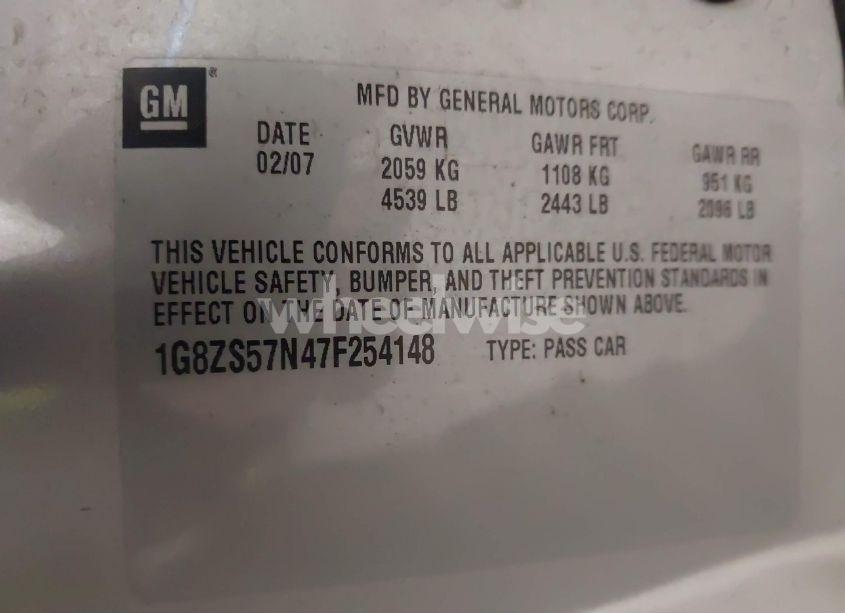 GM®
MFD BY GENERAL MOTORS CORP.
DATE GVWR GAWR FRT GAWR RR
02/07 2059 KG 1108 KG 951 KG
4539 LB 2443 LB 2096 LB
THIS VEHICLE CONFORMS TO ALL APPLICABLE U.S. FEDERAL MOTOR
VEHICLE SAFETY, BUMPER, AND THEFT PREVENTION STANDARDS IN
EFFECT ON THE DATE OF MANUFACTURE SHOWN ABOVE.
wheelwise
1G8ZS57N47F254148 TYPE: PASS CAR